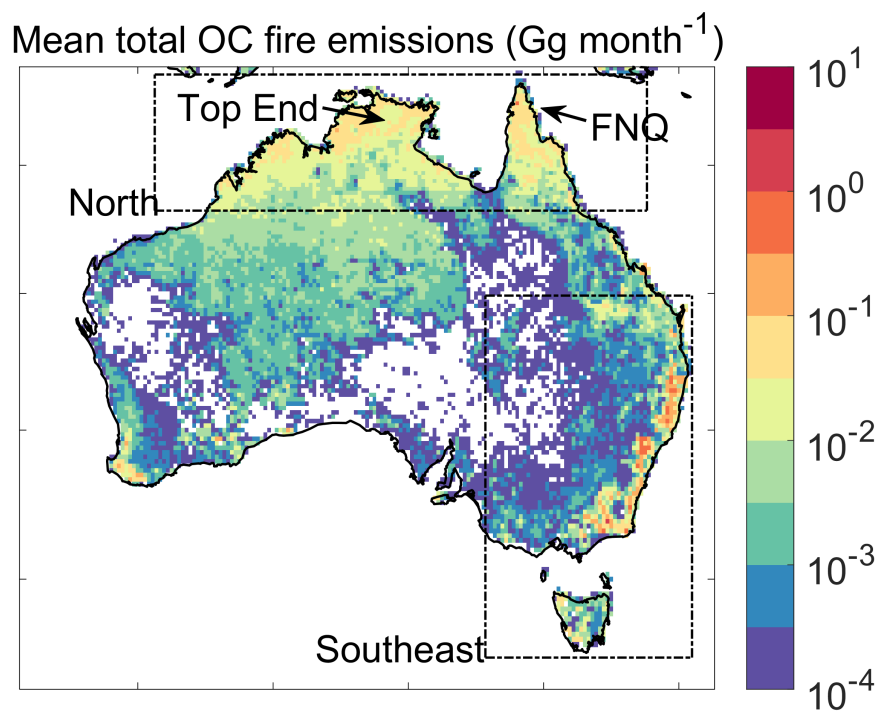 Mean total OC fire emissions (Gg month⁻¹)
Top End
FNQ
North
Southeast
10¹
10⁰
10⁻¹
10⁻²
10⁻³
10⁻⁴